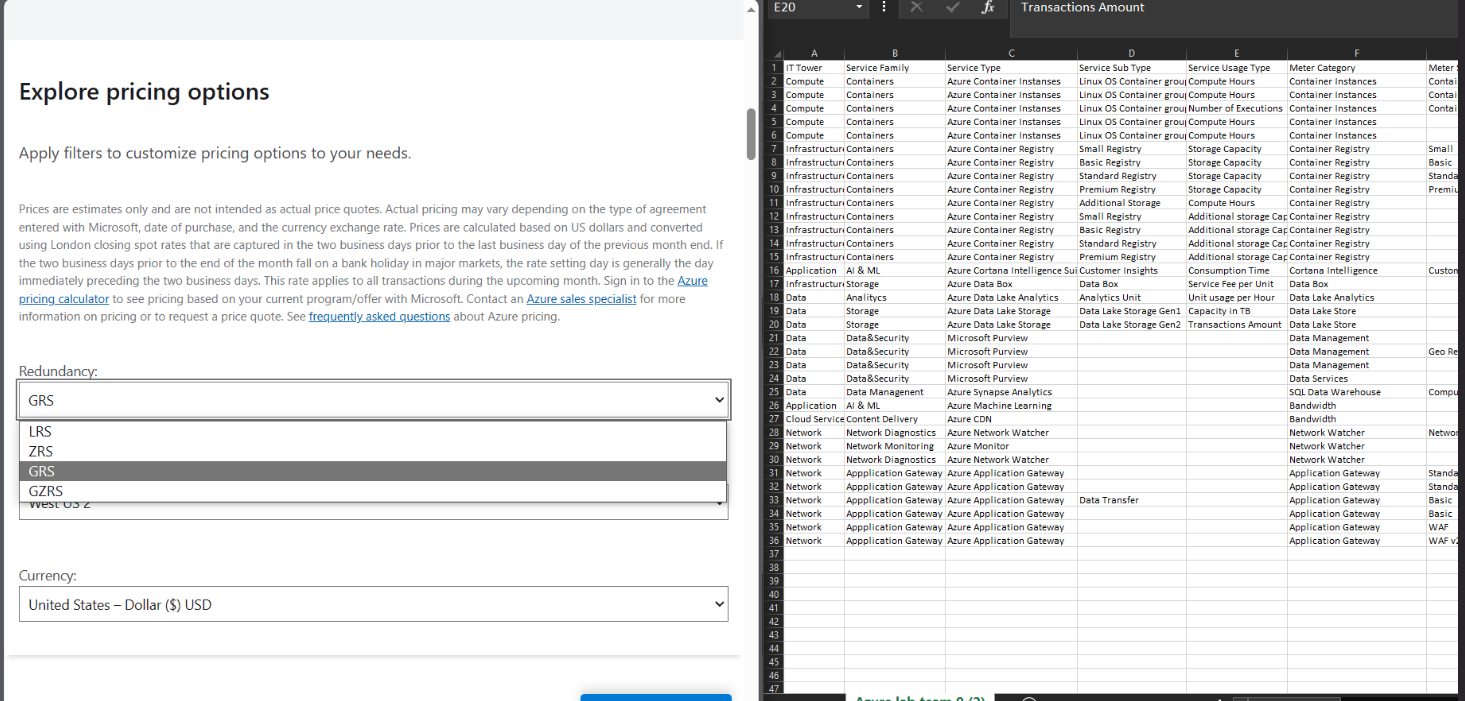 Explore pricing options
Apply filters to customize pricing options to your needs.
Prices are estimates only and are not intended as actual price quotes. Actual pricing may vary depending on the type of agreement
entered with Microsoft, date of purchase, and the currency exchange rate. Prices are calculated based on US dollars and converted
using London closing spot rates that are captured in the two business days prior to the last business day of the previous month end. If
the two business days prior to the end of the month fall on a bank holiday in major markets, the rate setting day is generally the day
immediately preceding the two business days. This rate applies to all transactions during the upcoming month. Sign in to the Azure
pricing calculator to see pricing based on your current program/offer with Microsoft. Contact an Azure sales specialist for more
information on pricing or to request a price quote. See frequently asked questions about Azure pricing.
Redundancy:
GRS
LRS
ZRS
GRS
GZRS
West US 2
Currency:
United States – Dollar ($) USD
E20 fx Transactions Amount
A B C D E F
1 IT Tower Service Family Service Type Service Sub Type Service Usage Type Meter Category Meter
2 Compute Containers Azure Container Instanses Linux OS Container grou Compute Hours Container Instances Contai
3 Compute Containers Azure Container Instanses Linux OS Container grou Compute Hours Container Instances Contai
4 Compute Containers Azure Container Instanses Linux OS Container grou Number of Executions Container Instances Contai
5 Compute Containers Azure Container Instanses Linux OS Container grou Compute Hours Container Instances
6 Compute Containers Azure Container Instanses Linux OS Container grou Compute Hours Container Instances
7 Infrastructur Containers Azure Container Registry Small Registry Storage Capacity Container Registry Small
8 Infrastructur Containers Azure Container Registry Basic Registry Storage Capacity Container Registry Basic
9 Infrastructur Containers Azure Container Registry Standard Registry Storage Capacity Container Registry Standa
10 Infrastructur Containers Azure Container Registry Premium Registry Storage Capacity Container Registry Premiu
11 Infrastructur Containers Azure Container Registry Additional Storage Compute Hours Container Registry
12 Infrastructur Containers Azure Container Registry Small Registry Additional storage Cap Container Registry
13 Infrastructur Containers Azure Container Registry Basic Registry Additional storage Cap Container Registry
14 Infrastructur Containers Azure Container Registry Standard Registry Additional storage Cap Container Registry
15 Infrastructur Containers Azure Container Registry Premium Registry Additional storage Cap Container Registry
16 Application AI & ML Azure Cortana Intelligence Sui Customer Insights Consumption Time Cortana Intelligence Custon
17 Infrastructur Storage Azure Data Box Data Box Service Fee per Unit Data Box
18 Data Analitycs Azure Data Lake Analytics Analytics Unit Unit usage per Hour Data Lake Analytics
19 Data Storage Azure Data Lake Storage Data Lake Storage Gen1 Capacity in TB Data Lake Store
20 Data Storage Azure Data Lake Storage Data Lake Storage Gen2 Transactions Amount Data Lake Store
21 Data Data&Security Microsoft Purview Data Management
22 Data Data&Security Microsoft Purview Data Management Geo Re
23 Data Data&Security Microsoft Purview Data Management
24 Data Data&Security Microsoft Purview Data Services
25 Data Data Management Azure Synapse Analytics SQL Data Warehouse Compu
26 Application AI & ML Azure Machine Learning Bandwidth
27 Cloud Service Content Delivery Azure CDN Bandwidth
28 Network Network Diagnostics Azure Network Watcher Network Watcher Networ
29 Network Network Monitoring Azure Monitor Network Watcher
30 Network Network Diagnostics Azure Network Watcher Network Watcher
31 Network Appplication Gateway Azure Application Gateway Application Gateway Standa
32 Network Appplication Gateway Azure Application Gateway Application Gateway Standa
33 Network Appplication Gateway Azure Application Gateway Data Transfer Application Gateway Basic
34 Network Appplication Gateway Azure Application Gateway Application Gateway Basic
35 Network Appplication Gateway Azure Application Gateway Application Gateway WAF
36 Network Appplication Gateway Azure Application Gateway Application Gateway WAF v2
37
38
39
40
41
42
43
44
45
46
47